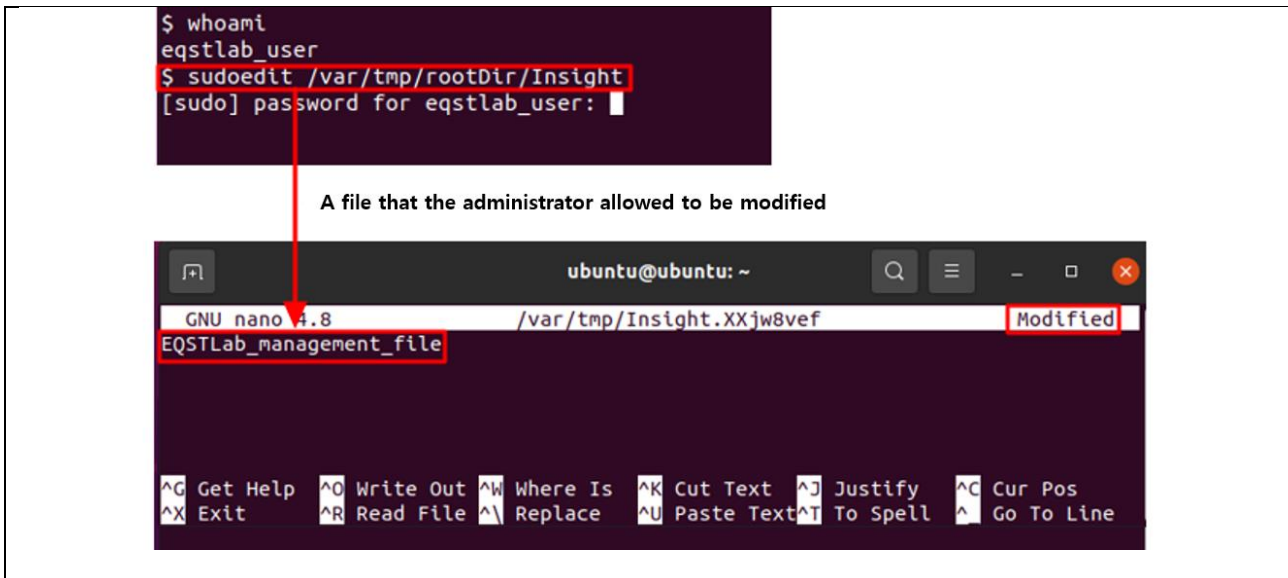 $ whoami
eqstlab_user
$ sudoedit /var/tmp/rootDir/Insight
[sudo] password for eqstlab_user:
A file that the administrator allowed to be modified
ubuntu@ubuntu: ~
GNU nano 4.8 /var/tmp/Insight.XXjw8vef Modified
EQSTLab_management_file
^G Get Help ^O Write Out ^W Where Is ^K Cut Text ^J Justify ^C Cur Pos
^X Exit ^R Read File ^\ Replace ^U Paste Text ^T To Spell ^_ Go To Line